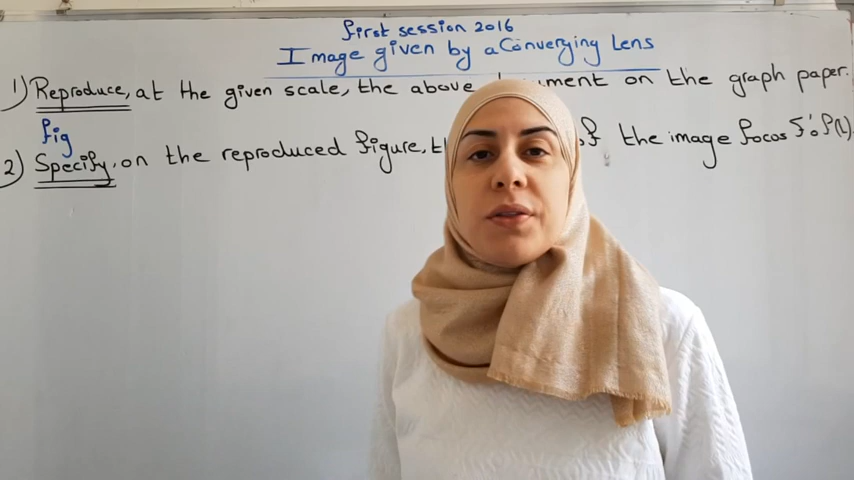 first session 2016
Image given by a Converging Lens
1) Reproduce, at the given scale, the above document on the graph paper.
fig
2) Specify, on the reproduced figure, the image focus F' of (L).